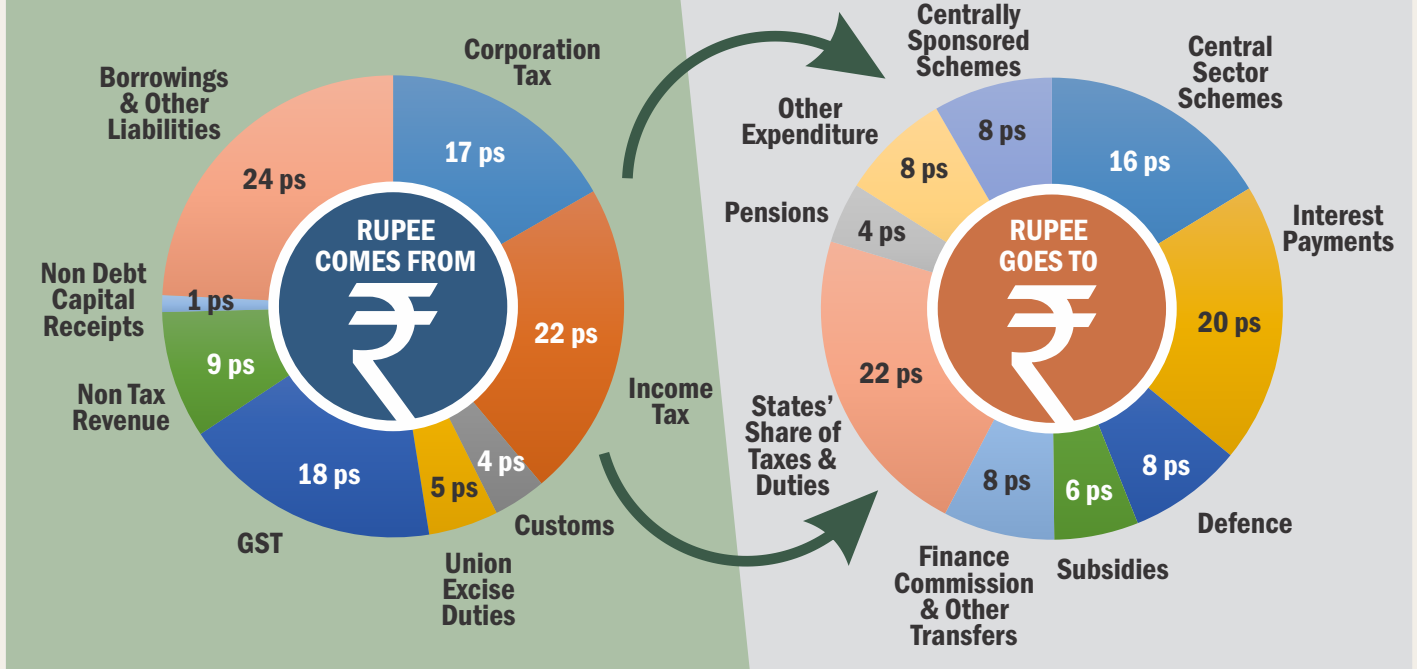 Corporation
Tax
17 ps
22 ps
Income
Tax
4 ps
Customs
5 ps
Union
Excise
Duties
18 ps
GST
9 ps
Non Tax
Revenue
1 ps
Non Debt
Capital
Receipts
24 ps
Borrowings
& Other
Liabilities
RUPEE
COMES FROM
₹
Central
Sector
Schemes
16 ps
Interest
Payments
20 ps
8 ps
Defence
6 ps
Subsidies
8 ps
Finance
Commission
& Other
Transfers
22 ps
States’
Share of
Taxes &
Duties
Pensions
4 ps
Other
Expenditure
8 ps
Centrally
Sponsored
Schemes
8 ps
RUPEE
GOES TO
₹